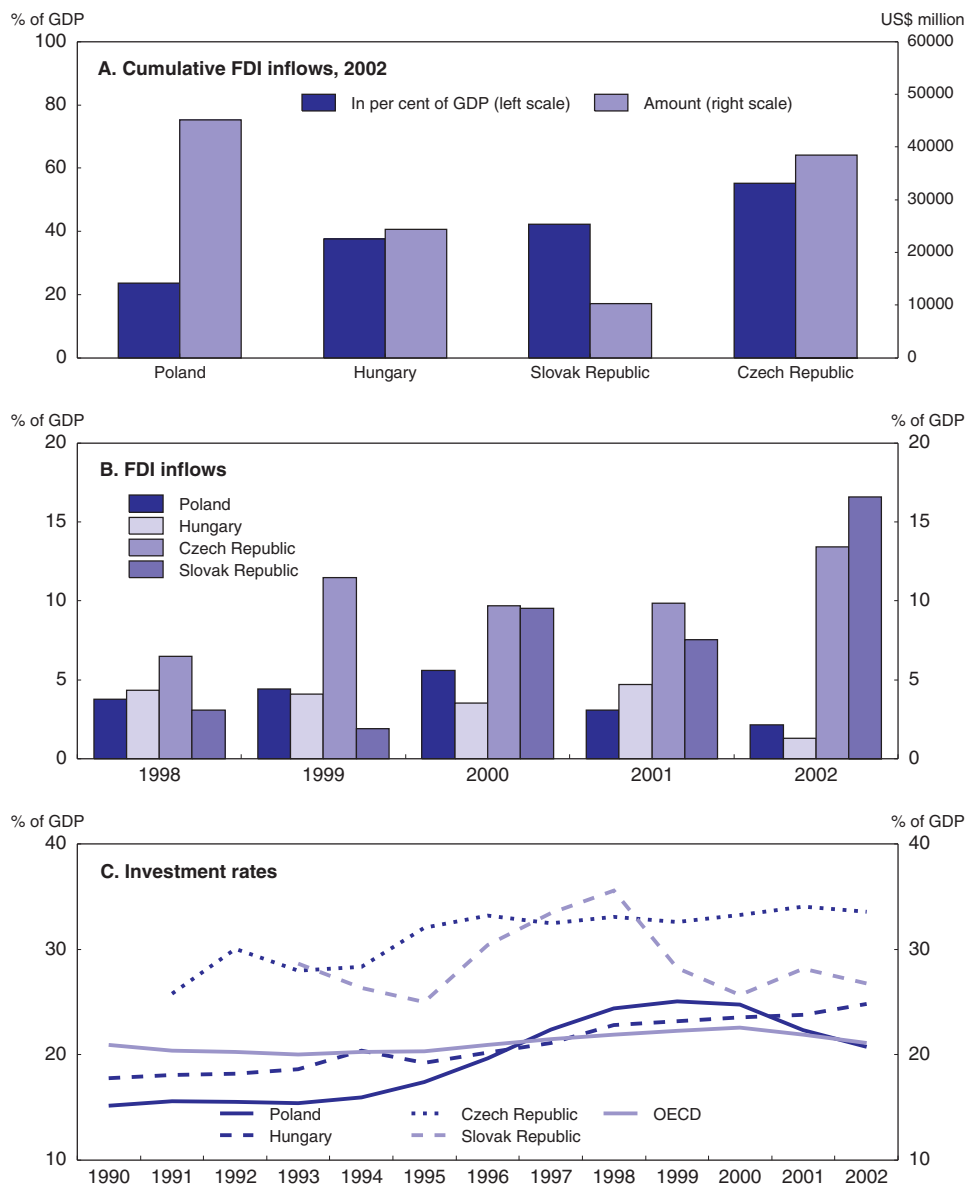 % of GDP US$ million
100 60000
A. Cumulative FDI inflows, 2002
In per cent of GDP (left scale) Amount (right scale)
50000
80
40000
60
30000
40
20000
20
10000
0 0
Poland Hungary Slovak Republic Czech Republic
% of GDP % of GDP
20 20
B. FDI inflows
Poland
Hungary
15 15
Czech Republic
Slovak Republic
10 10
5 5
0 0
1998 1999 2000 2001 2002
% of GDP % of GDP
40 40
C. Investment rates
30 30
20 20
Poland Czech Republic OECD
Hungary Slovak Republic
10 10
1990 1991 1992 1993 1994 1995 1996 1997 1998 1999 2000 2001 2002